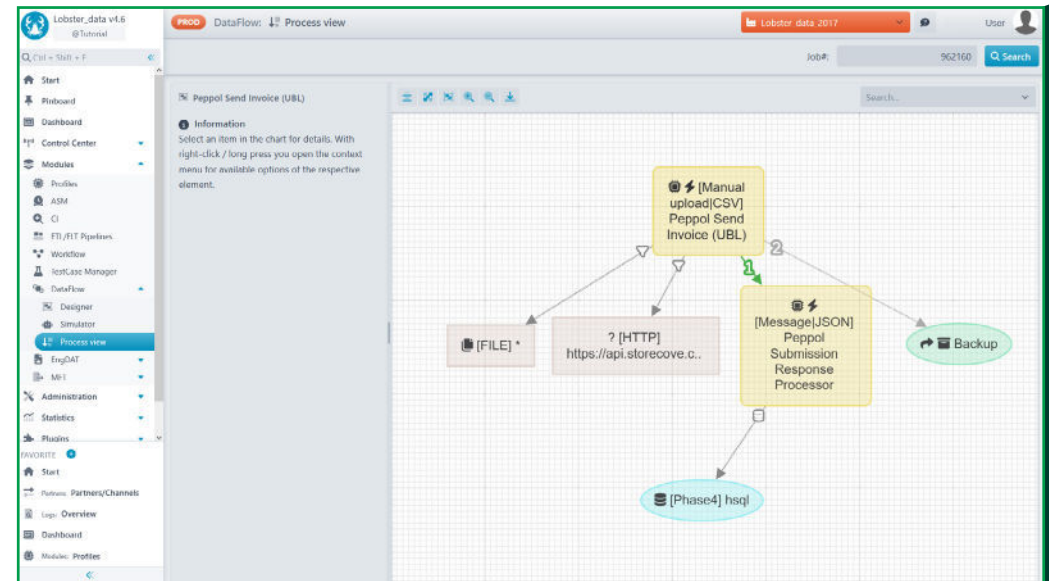 Lobster_data v4.6
@Tutorial
PROD DataFlow: Process view
Lobster data 2017
User
Ctrl + Shift + F
Job#: 962160 Search
Start
Pinboard
Dashboard
Control Center
Modules
Profiles
ASM
CI
ETL/ELT Pipelines
Workflow
TestCase Manager
DataFlow
Designer
Simulator
Process view
EngDAT
MFT
Administration
Statistics
Plugins
FAVORITE
Start
Partners: Partners/Channels
Logs: Overview
Dashboard
Modules: Profiles
Peppol Send Invoice (UBL)
Information
Select an item in the chart for details. With
right-click / long press you open the context
menu for available options of the respective
element.
Search...
[Manual
upload|CSV]
Peppol Send
Invoice (UBL)
1
2
[FILE] *
? [HTTP]
https://api.storecove.c..
[Message|JSON]
Peppol
Submission
Response
Processor
Backup
[Phase4] hsql